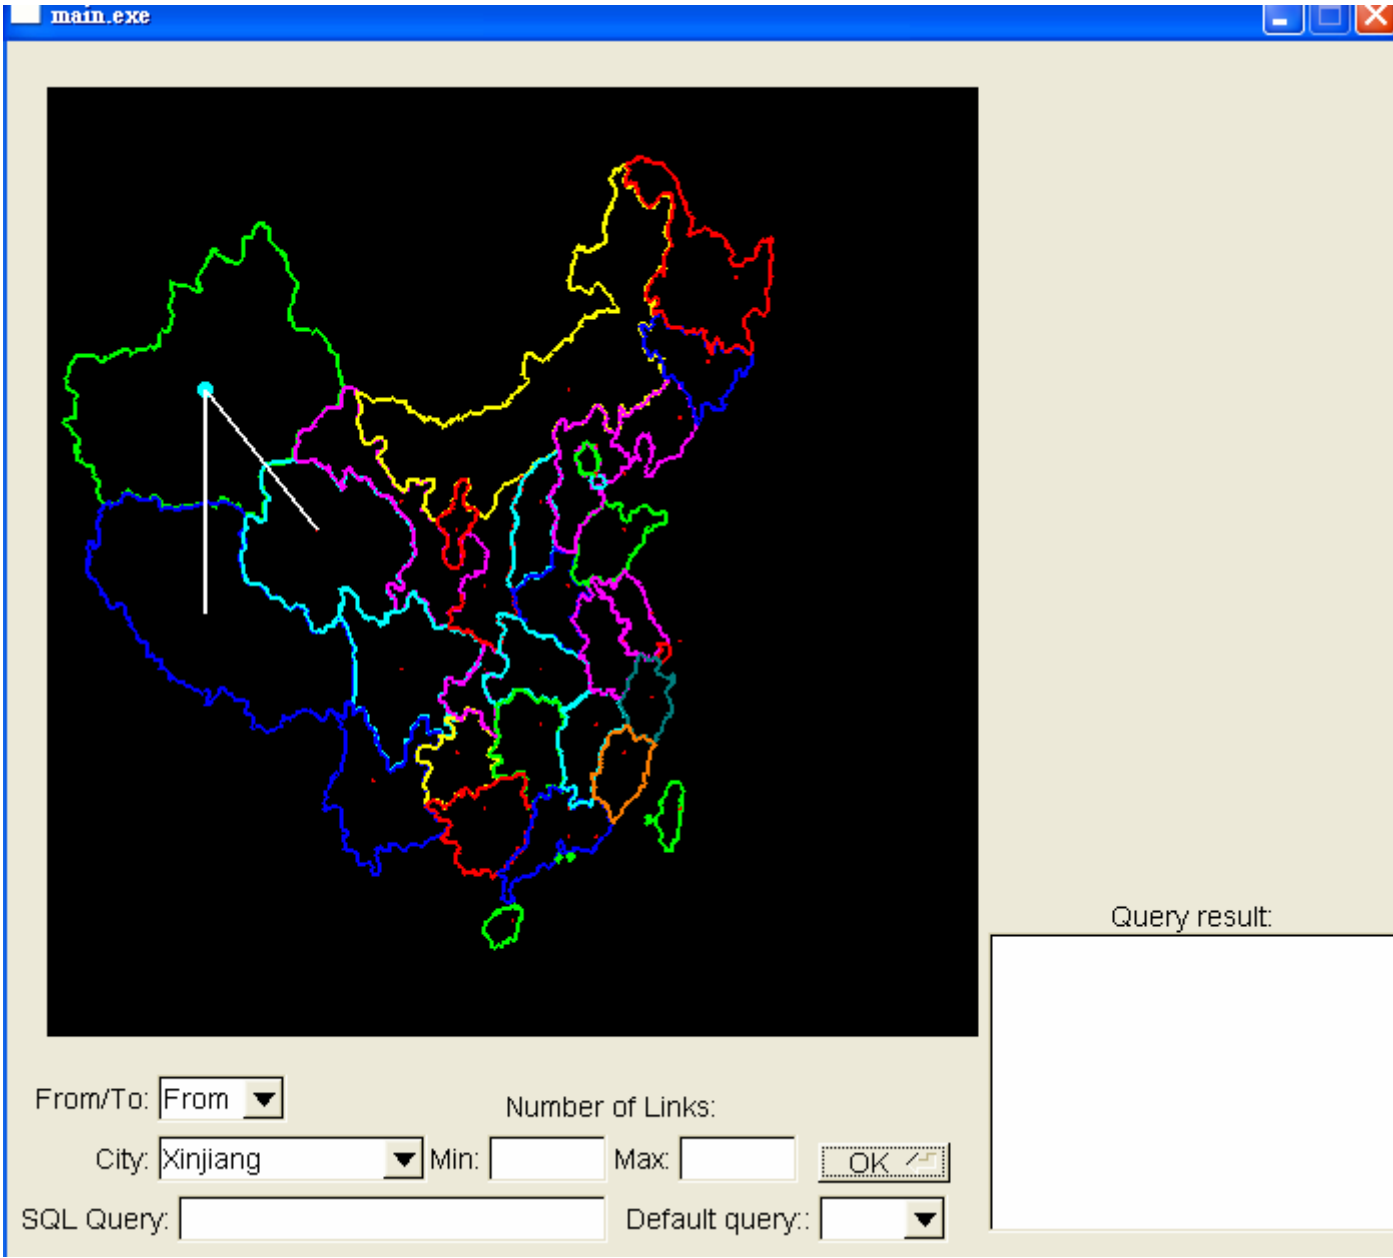 main.exe
Query result:
From/To: From
Number of Links:
City: Xinjiang Min: Max: OK
SQL Query: Default query::